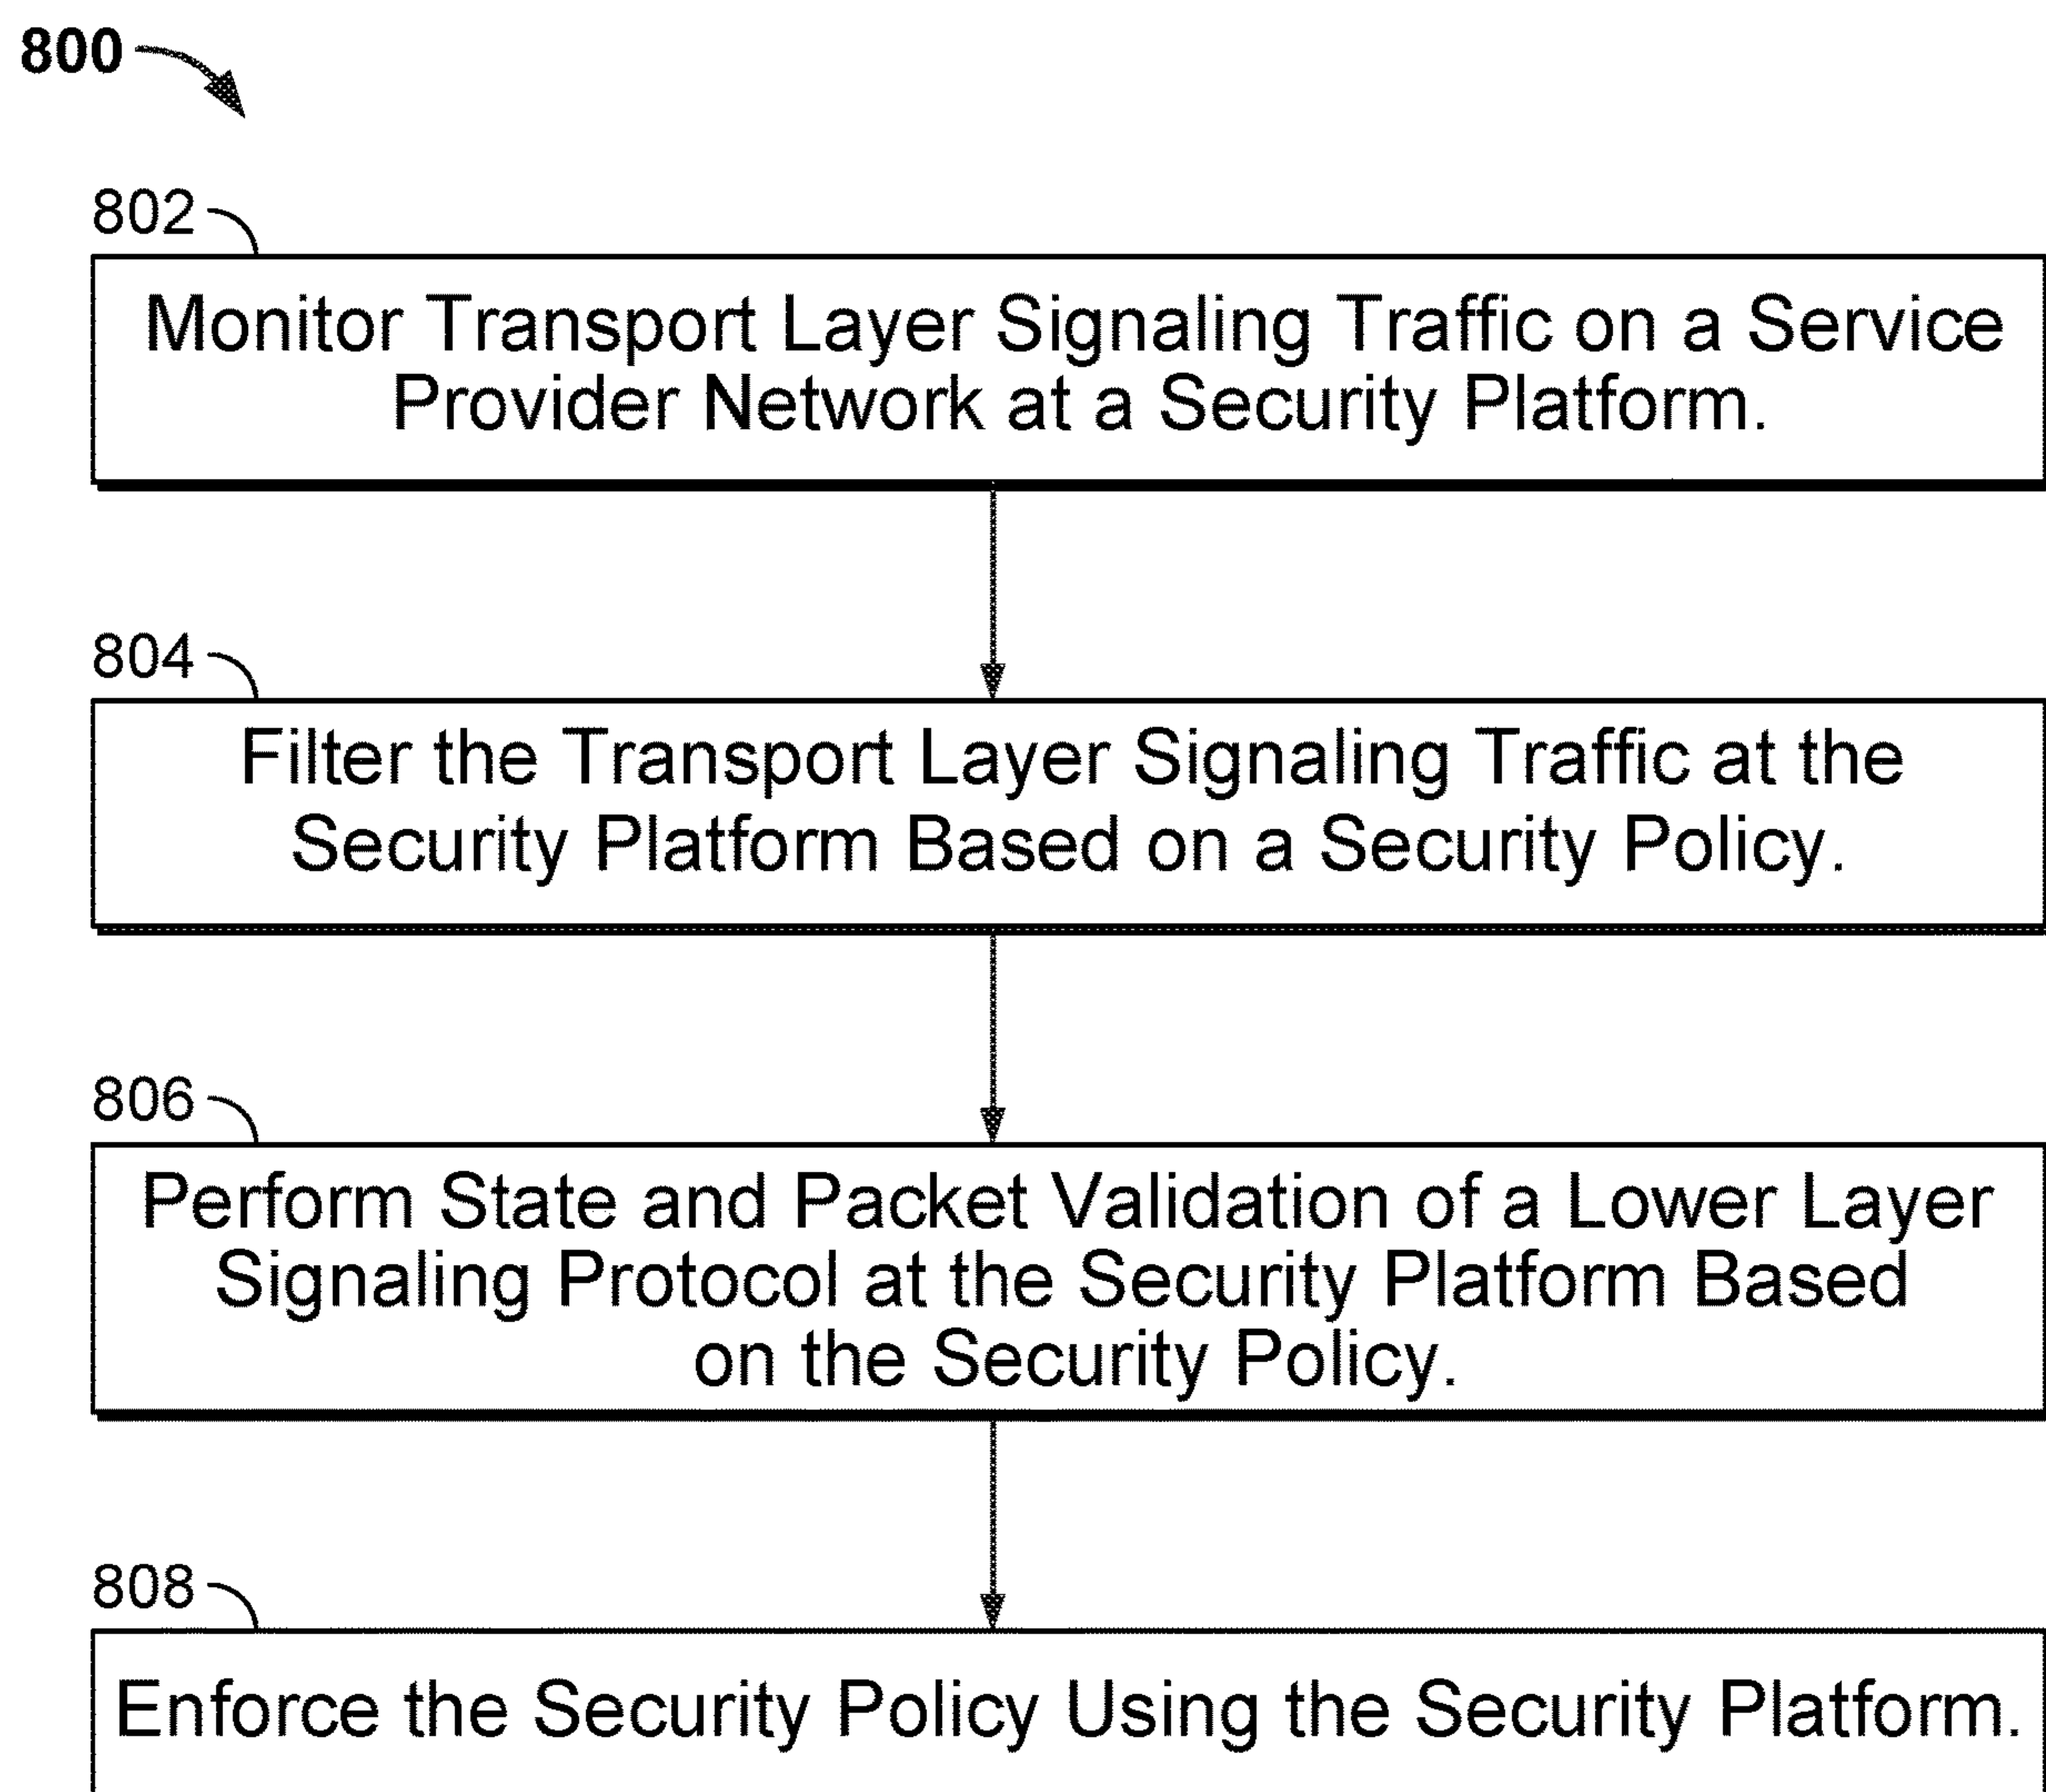 800
802
Monitor Transport Layer Signaling Traffic on a Service
Provider Network at a Security Platform.
804
Filter the Transport Layer Signaling Traffic at the
Security Platform Based on a Security Policy.
806
Perform State and Packet Validation of a Lower Layer
Signaling Protocol at the Security Platform Based
on the Security Policy.
808
Enforce the Security Policy Using the Security Platform.